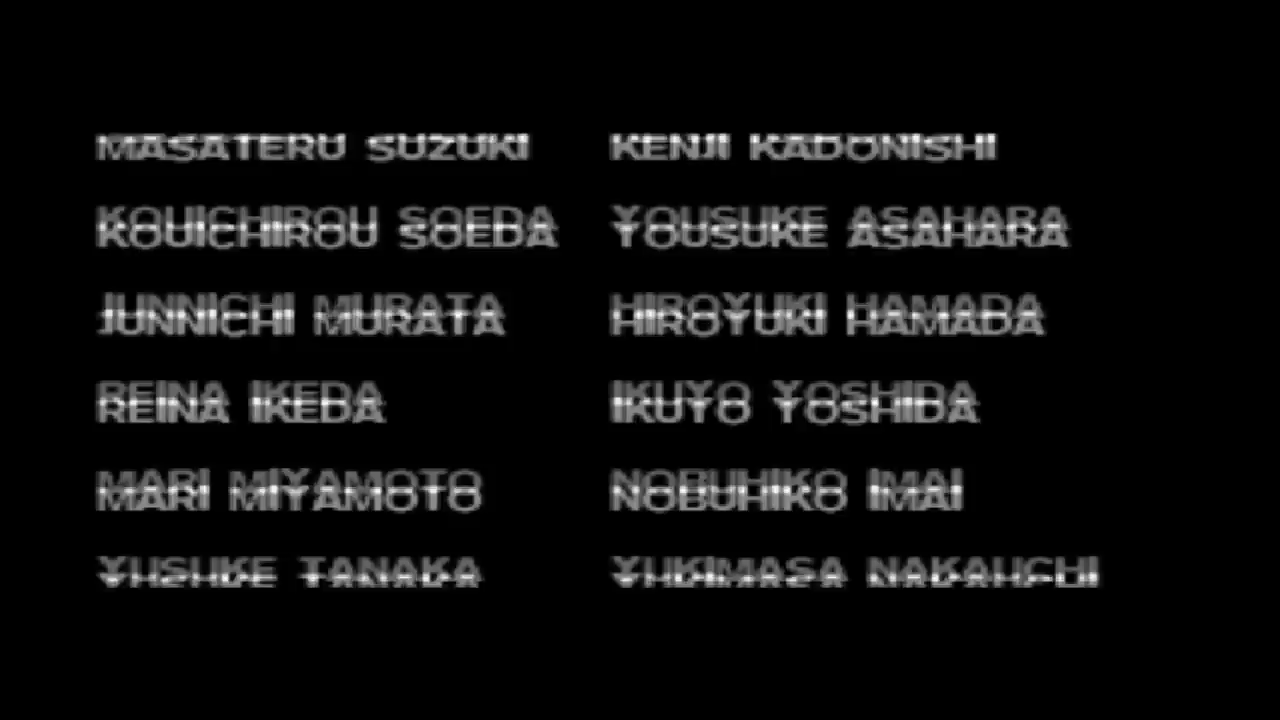 MASATERU SUZUKI KENJI KADONISHI
KOUICHIROU SOEDA YOUSUKE ASAHARA
JUNNICHI MURATA HIROYUKI HAMADA
REINA IKEDA IKUYO YOSHIDA
MARI MIYAMOTO NOBUHIKO IMAI
YUSUKE TANAKA YUKIMASA NAKAUCHI